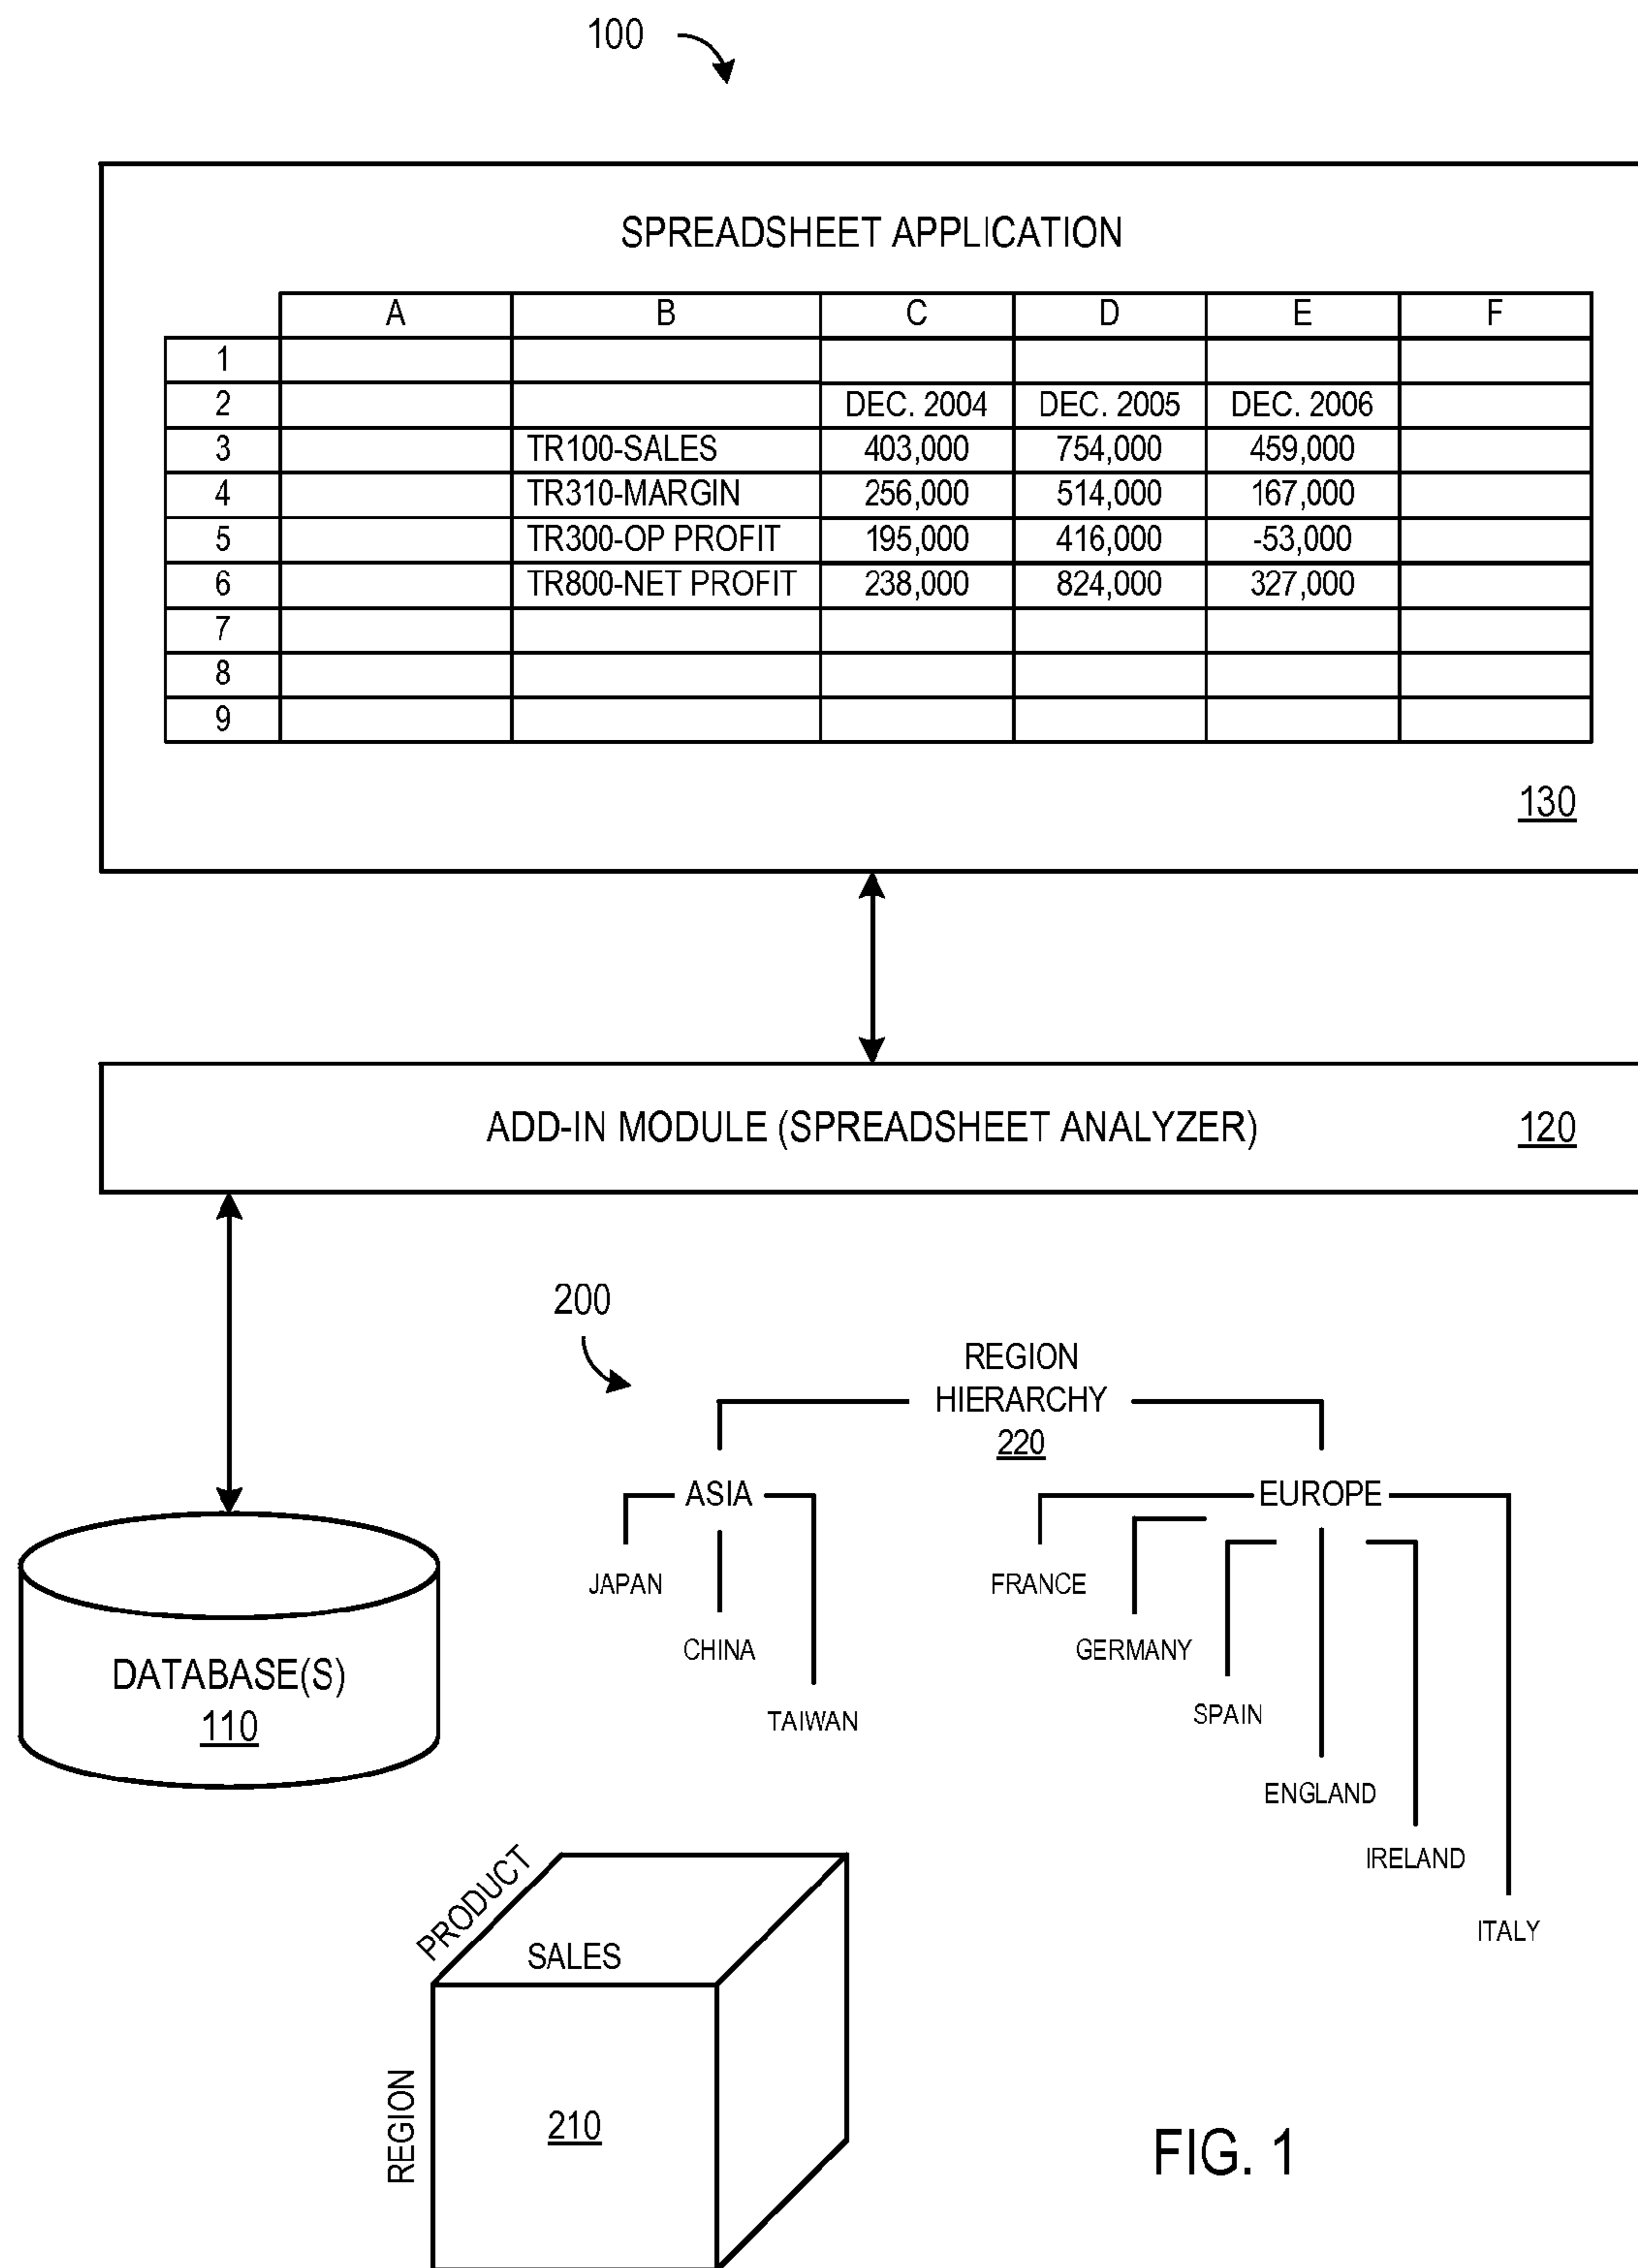 100
SPREADSHEET APPLICATION
A B C D E F
1
2 DEC. 2004 DEC. 2005 DEC. 2006
3 TR100-SALES 403,000 754,000 459,000
4 TR310-MARGIN 256,000 514,000 167,000
5 TR300-OP PROFIT 195,000 416,000 -53,000
6 TR800-NET PROFIT 238,000 824,000 327,000
7
8
9
130
ADD-IN MODULE (SPREADSHEET ANALYZER) 120
200
REGION
HIERARCHY
220
ASIA EUROPE
JAPAN FRANCE
CHINA GERMANY
TAIWAN SPAIN
ENGLAND
IRELAND
ITALY
DATABASE(S)
110
PRODUCT
SALES
REGION
210
FIG. 1